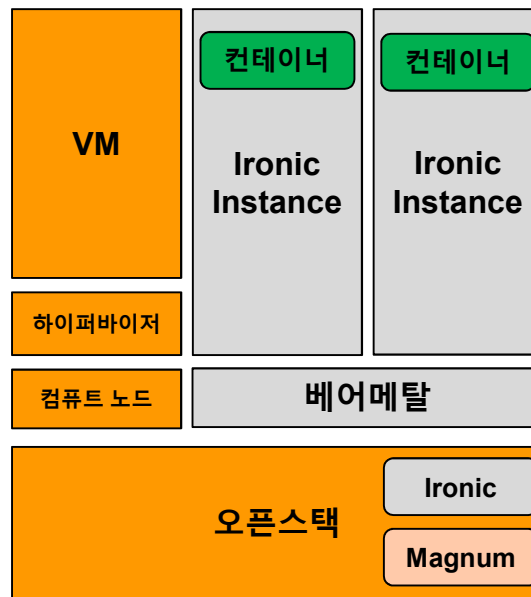 VM
하이퍼바이저
컴퓨트 노드
컨테이너
Ironic
Instance
컨테이너
Ironic
Instance
베어메탈
오픈스택
Ironic
Magnum